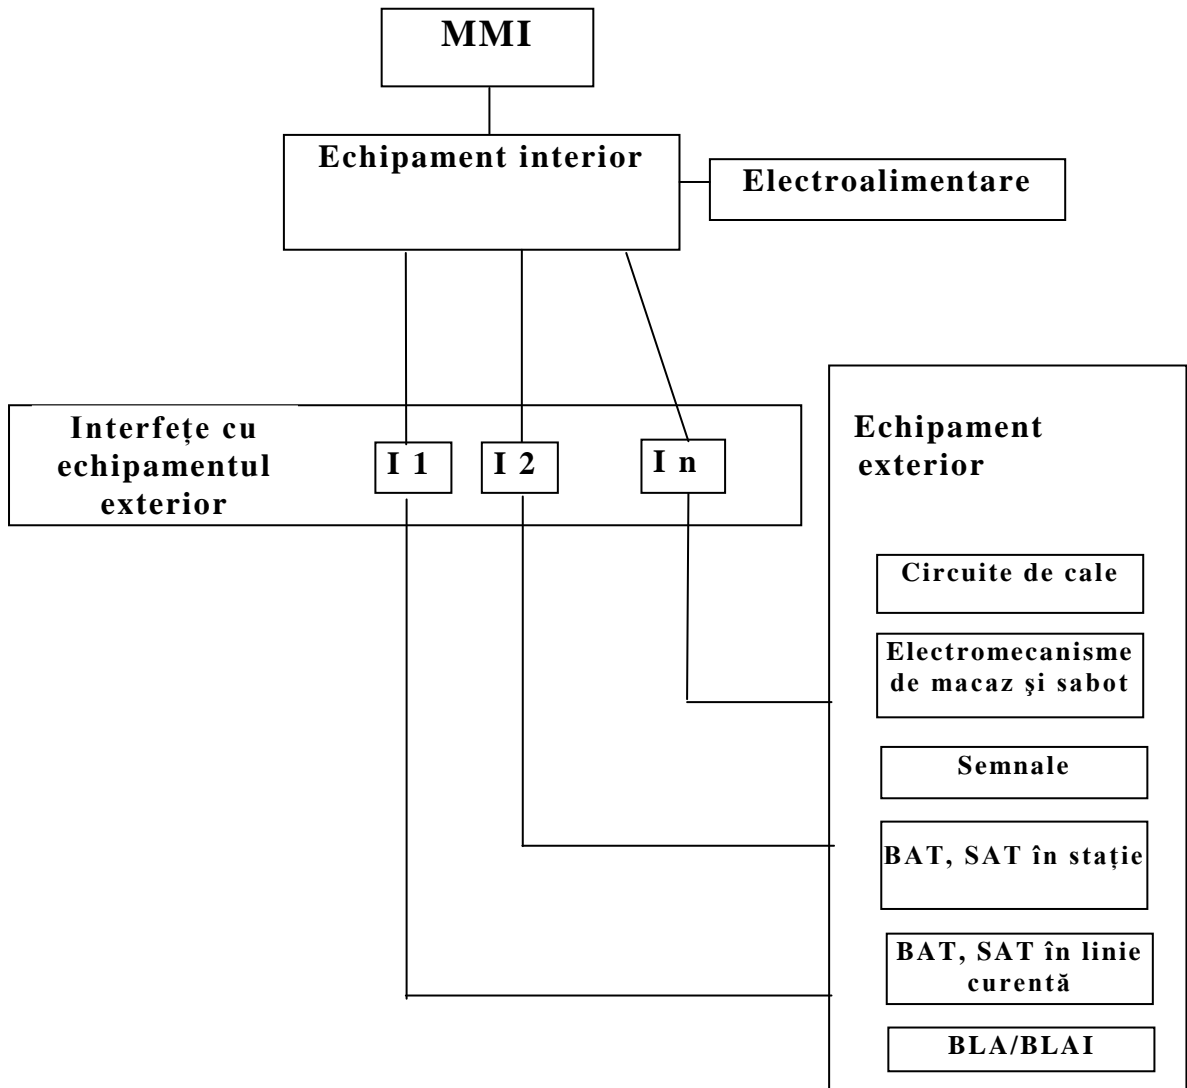 MMI
Echipament interior
Electroalimentare
Interfețe cu
echipamentul
exterior
I 1
I 2
I n
Echipament
exterior
Circuite de cale
Electromecanisme
de macaz şi sabot
Semnale
BAT, SAT în stație
BAT, SAT în linie
curentă
BLA/BLAI